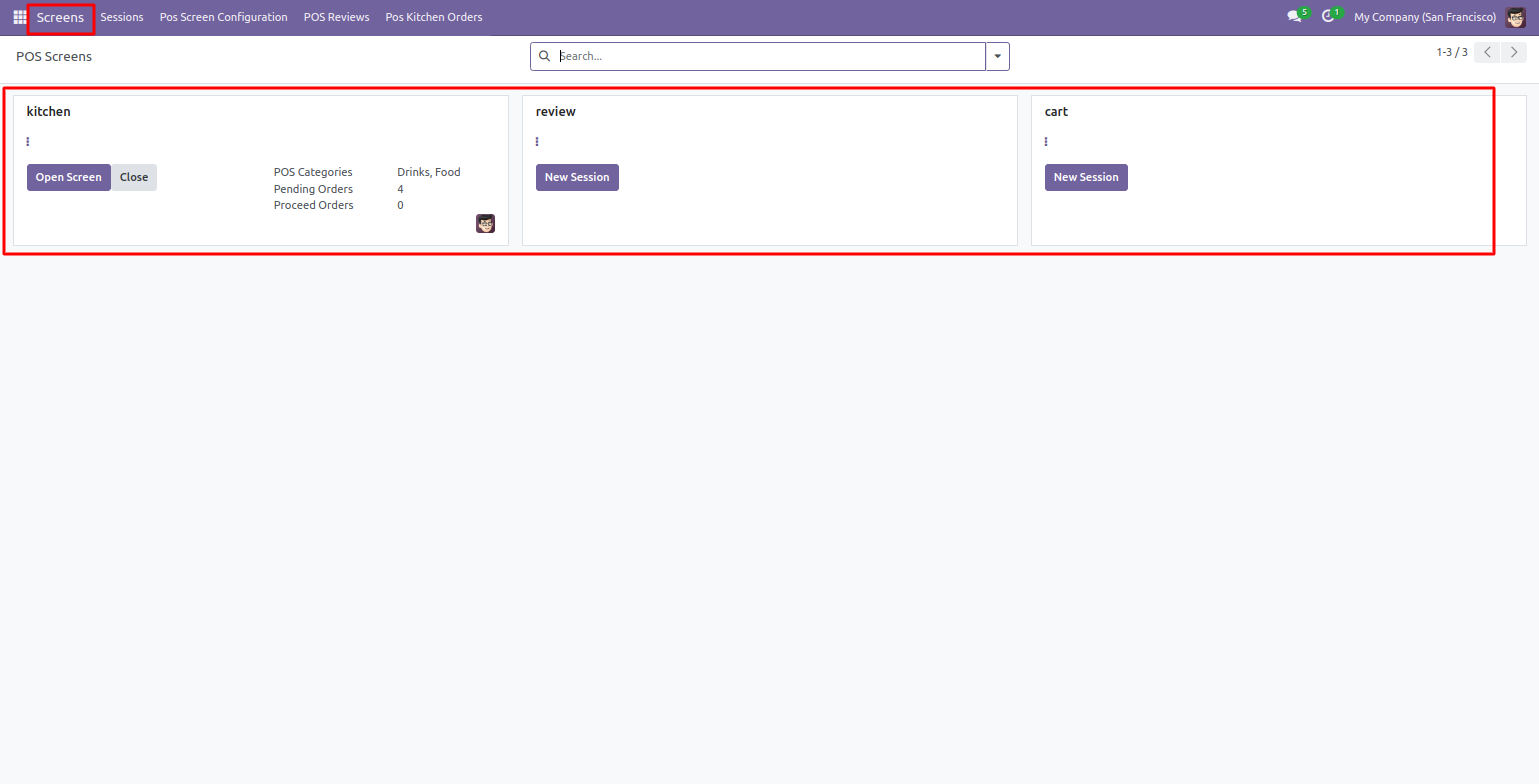 Screens Sessions Pos Screen Configuration POS Reviews Pos Kitchen Orders 5 1 My Company (San Francisco)
POS Screens Search... 1-3 / 3
kitchen review cart
Open Screen Close POS Categories Drinks, Food New Session New Session
Pending Orders 4
Proceed Orders 0